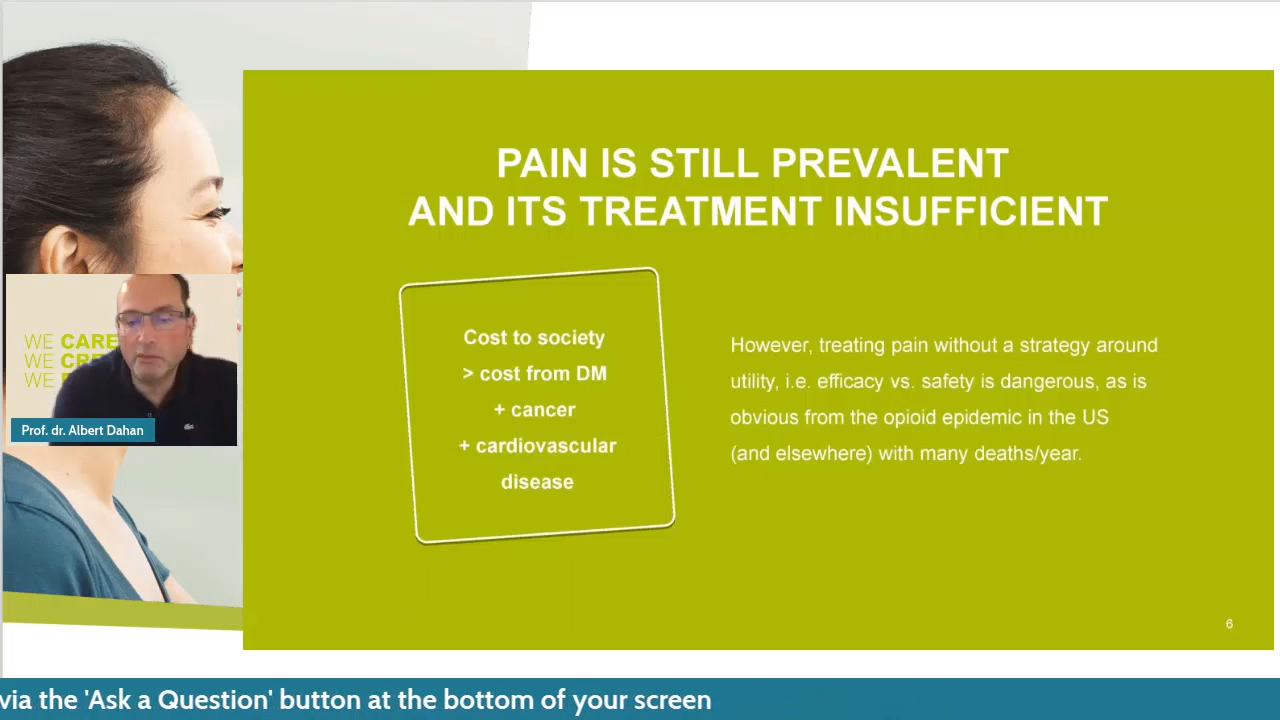 PAIN IS STILL PREVALENT
AND ITS TREATMENT INSUFFICIENT
Cost to society
> cost from DM
+ cancer
+ cardiovascular
disease
However, treating pain without a strategy around
utility, i.e. efficacy vs. safety is dangerous, as is
obvious from the opioid epidemic in the US
(and elsewhere) with many deaths/year.
6
WE CARE
WE CRE
WE
Prof. dr. Albert Dahan
via the 'Ask a Question' button at the bottom of your screen